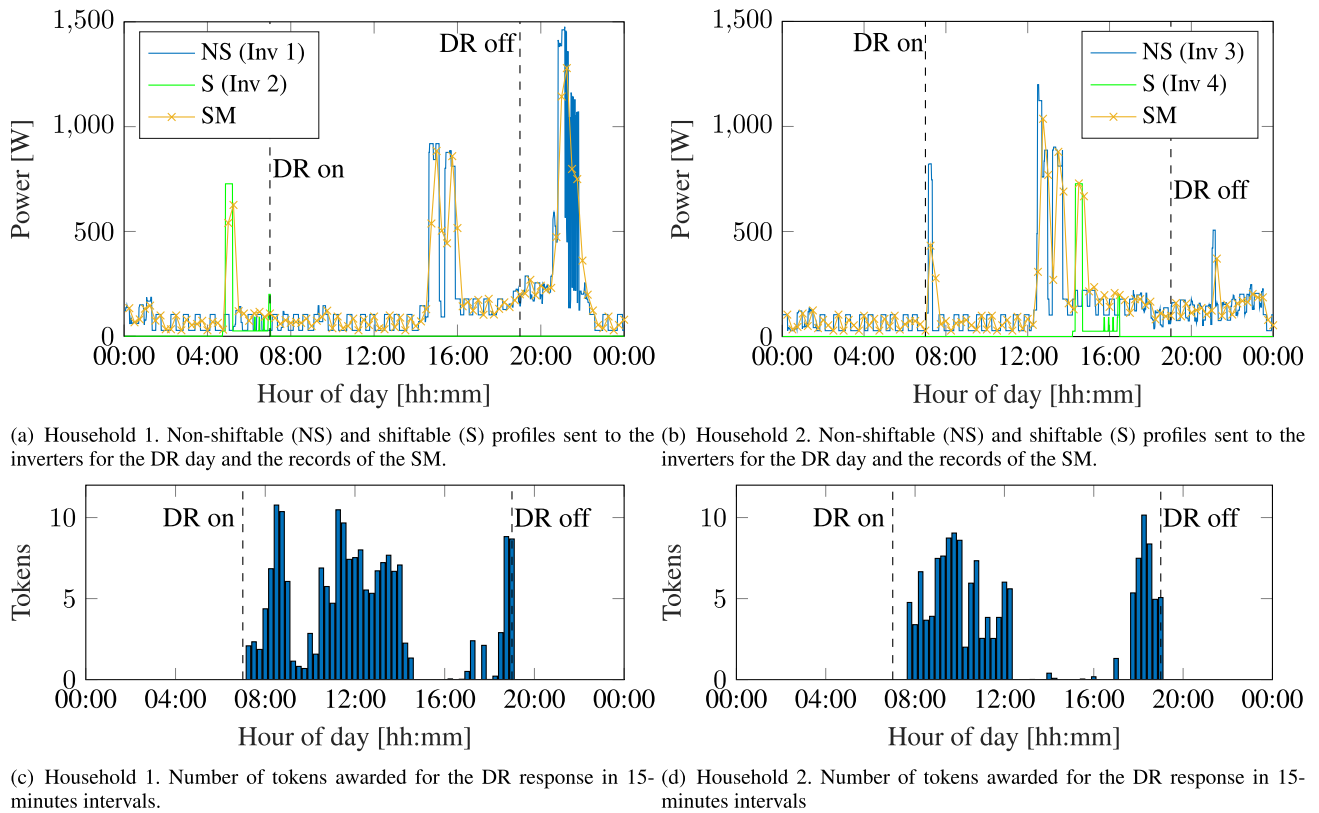 1,500
1,000
500
0
Power [W]
NS (Inv 1)
S (Inv 2)
SM
DR on
DR off
00:00 04:00 08:00 12:00 16:00 20:00 00:00
Hour of day [hh:mm]
1,500
1,000
500
0
Power [W]
DR on
NS (Inv 3)
S (Inv 4)
SM
DR off
00:00 04:00 08:00 12:00 16:00 20:00 00:00
Hour of day [hh:mm]
(a) Household 1. Non-shiftable (NS) and shiftable (S) profiles sent to the
inverters for the DR day and the records of the SM.
(b) Household 2. Non-shiftable (NS) and shiftable (S) profiles sent to the
inverters for the DR day and the records of the SM.
10
5
0
Tokens
DR on
DR off
00:00 04:00 08:00 12:00 16:00 20:00 00:00
Hour of day [hh:mm]
10
5
0
Tokens
DR on
DR off
00:00 04:00 08:00 12:00 16:00 20:00 00:00
Hour of day [hh:mm]
(c) Household 1. Number of tokens awarded for the DR response in 15-
minutes intervals.
(d) Household 2. Number of tokens awarded for the DR response in 15-
minutes intervals